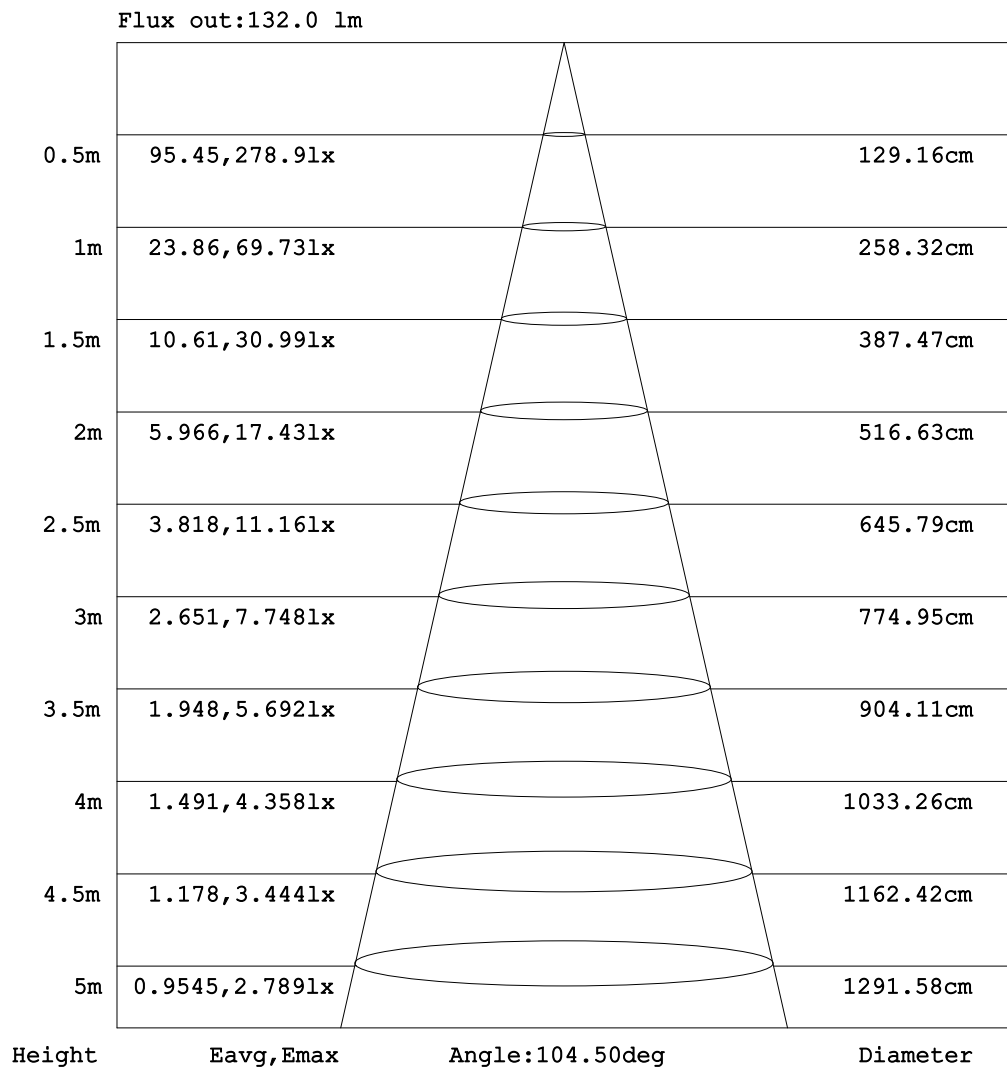 Flux out:132.0 lm
0.5m 95.45,278.9lx 129.16cm
1m 23.86,69.73lx 258.32cm
1.5m 10.61,30.99lx 387.47cm
2m 5.966,17.43lx 516.63cm
2.5m 3.818,11.16lx 645.79cm
3m 2.651,7.748lx 774.95cm
3.5m 1.948,5.692lx 904.11cm
4m 1.491,4.358lx 1033.26cm
4.5m 1.178,3.444lx 1162.42cm
5m 0.9545,2.789lx 1291.58cm
Height Eavg,Emax Angle:104.50deg Diameter